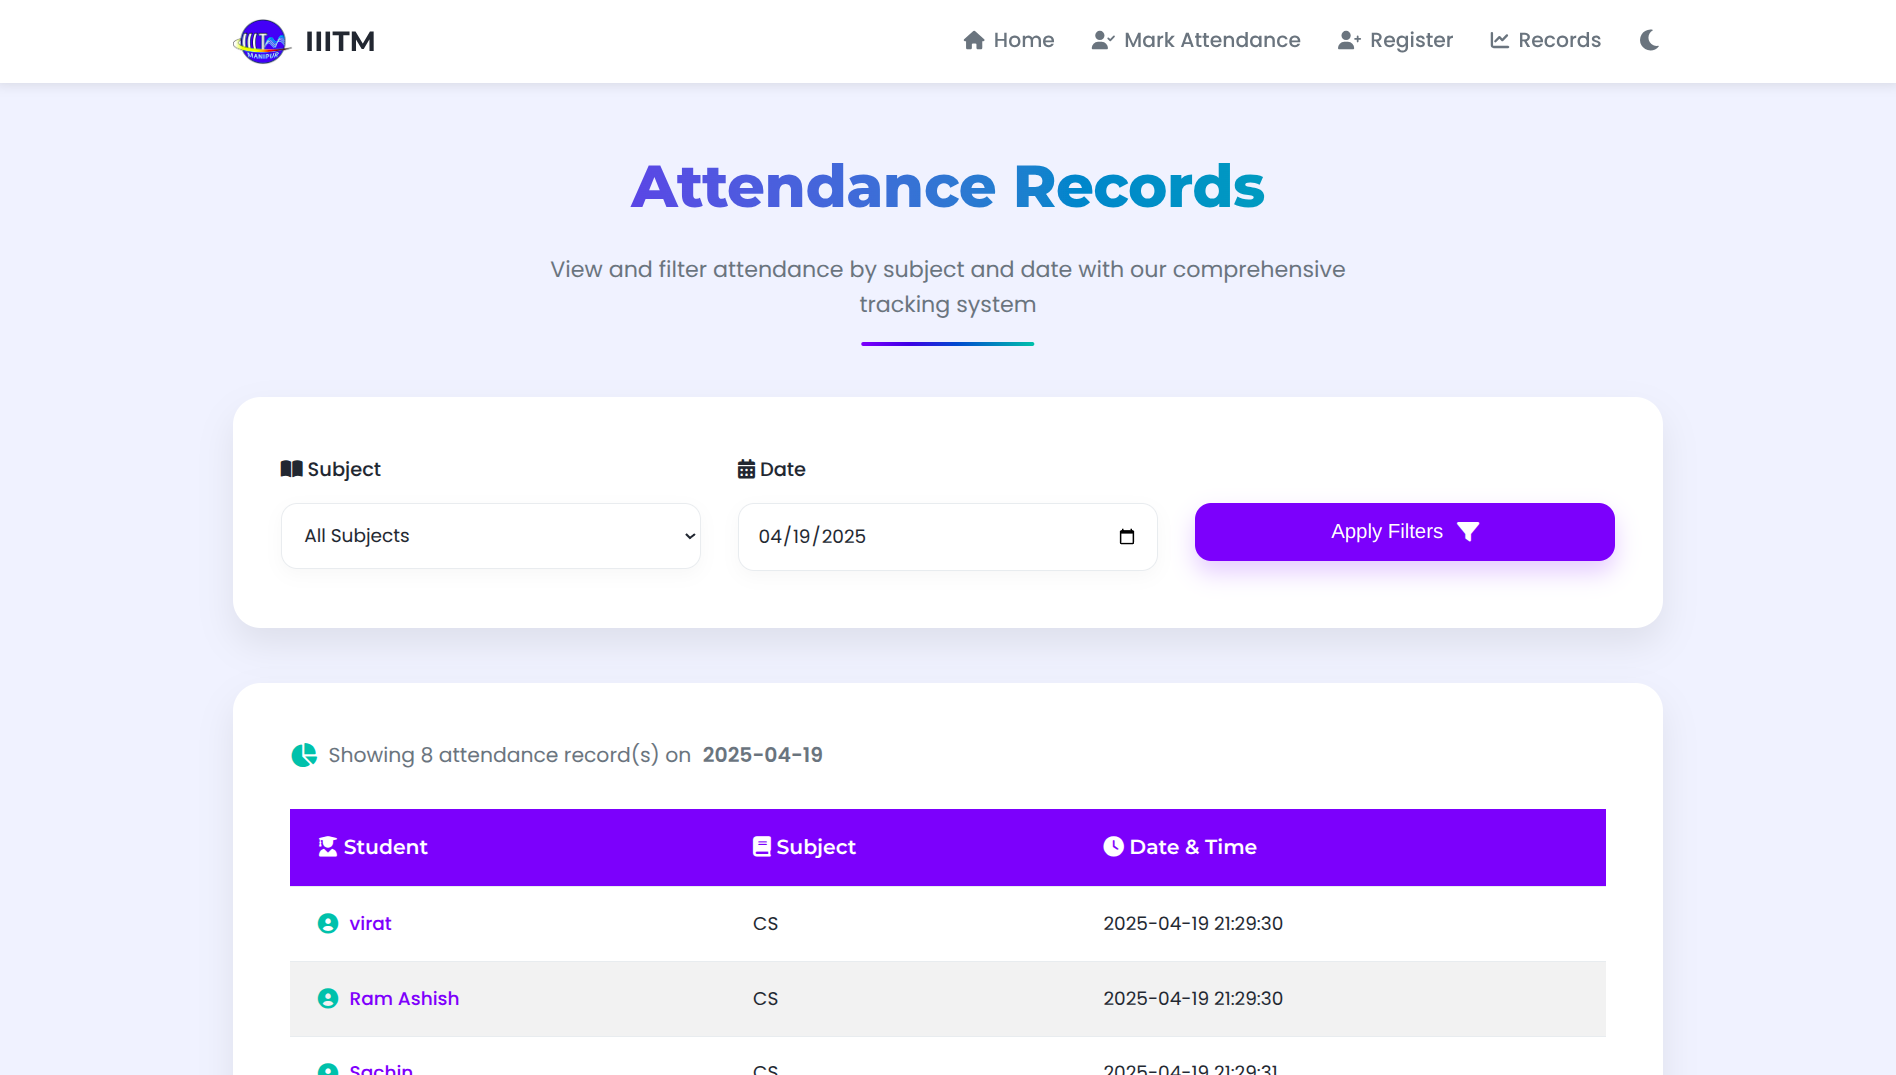 IIITM
MANIPUR
Home
Mark Attendance
Register
Records
Attendance Records
View and filter attendance by subject and date with our comprehensive
tracking system
Subject
Date
All Subjects
04/19/2025
Apply Filters
Showing 8 attendance record(s) on 2025-04-19
Student
Subject
Date & Time
virat
CS
2025-04-19 21:29:30
Ram Ashish
CS
2025-04-19 21:29:30
Sachin
CS
2025-04-19 21:29:31